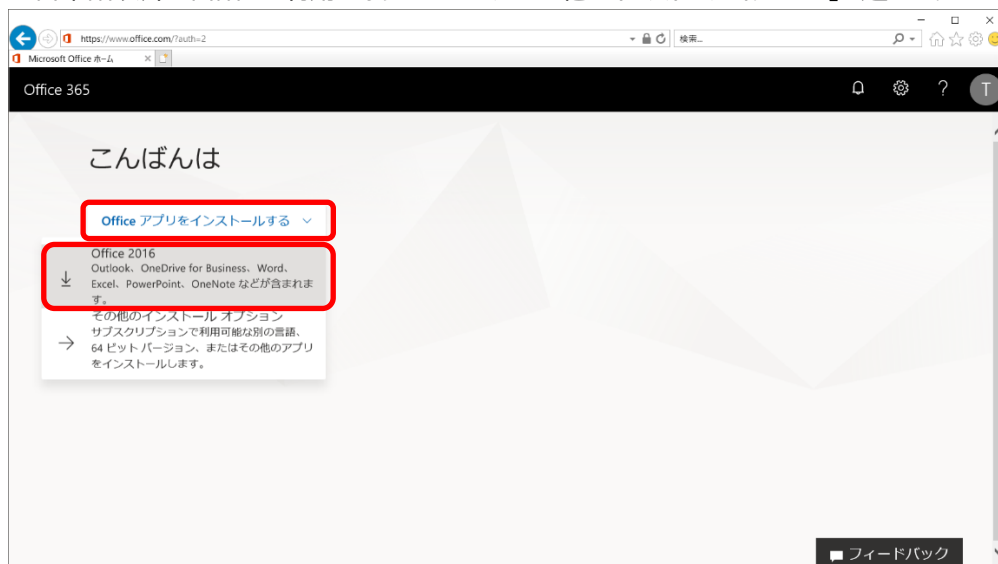 https://www.office.com/?auth=2
検索...
Microsoft Office ホーム
Office 365
T
こんばんは
Office アプリをインストールする
Office 2016
Outlook、OneDrive for Business、Word、
Excel、PowerPoint、OneNote などが含まれま
す。
その他のインストール オプション
サブスクリプションで利用可能な別の言語、
64 ビット バージョン、またはその他のアプリ
をインストールします。
フィードバック